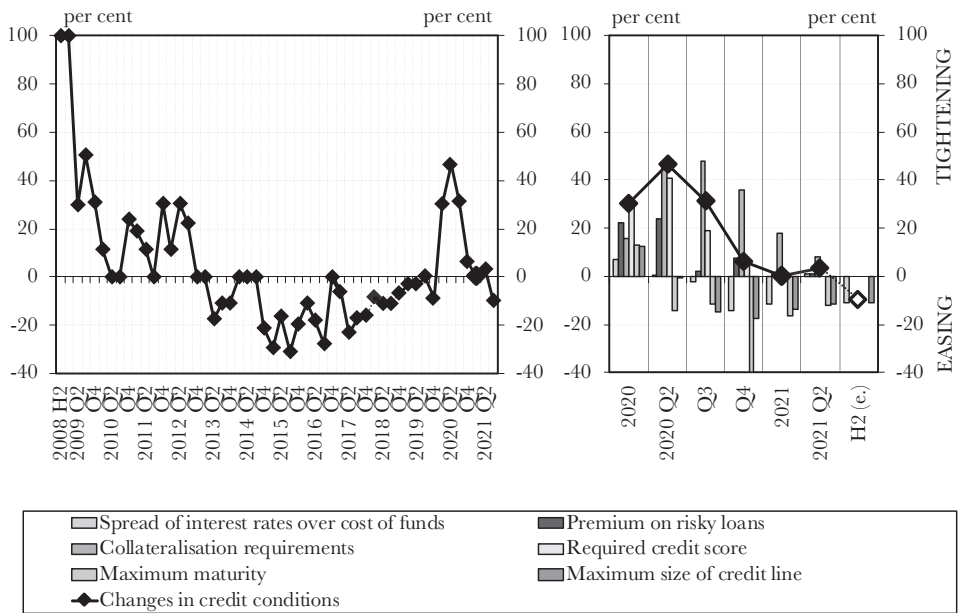 per cent
per cent
per cent
per cent
100
80
60
40
20
0
-20
-40
100
80
60
40
20
0
-20
-40
100
80
60
40
20
0
-20
-40
100
80
60
40
20
0
-20
-40
TIGHTENING
EASING
2008 H2
2009 Q2
Q4
2010 Q2
Q4
2011 Q2
Q4
2012 Q2
Q4
2013 Q2
Q4
2014 Q2
Q4
2015 Q2
Q4
2016 Q2
Q4
2017 Q2
Q4
2018 Q2
Q4
2019 Q2
Q4
2020 Q2
Q4
2021 Q2
2020
2020 Q2
Q3
Q4
2021
2021 Q2
H2 (e.)
Spread of interest rates over cost of funds
Premium on risky loans
Collateralisation requirements
Required credit score
Maximum maturity
Maximum size of credit line
Changes in credit conditions